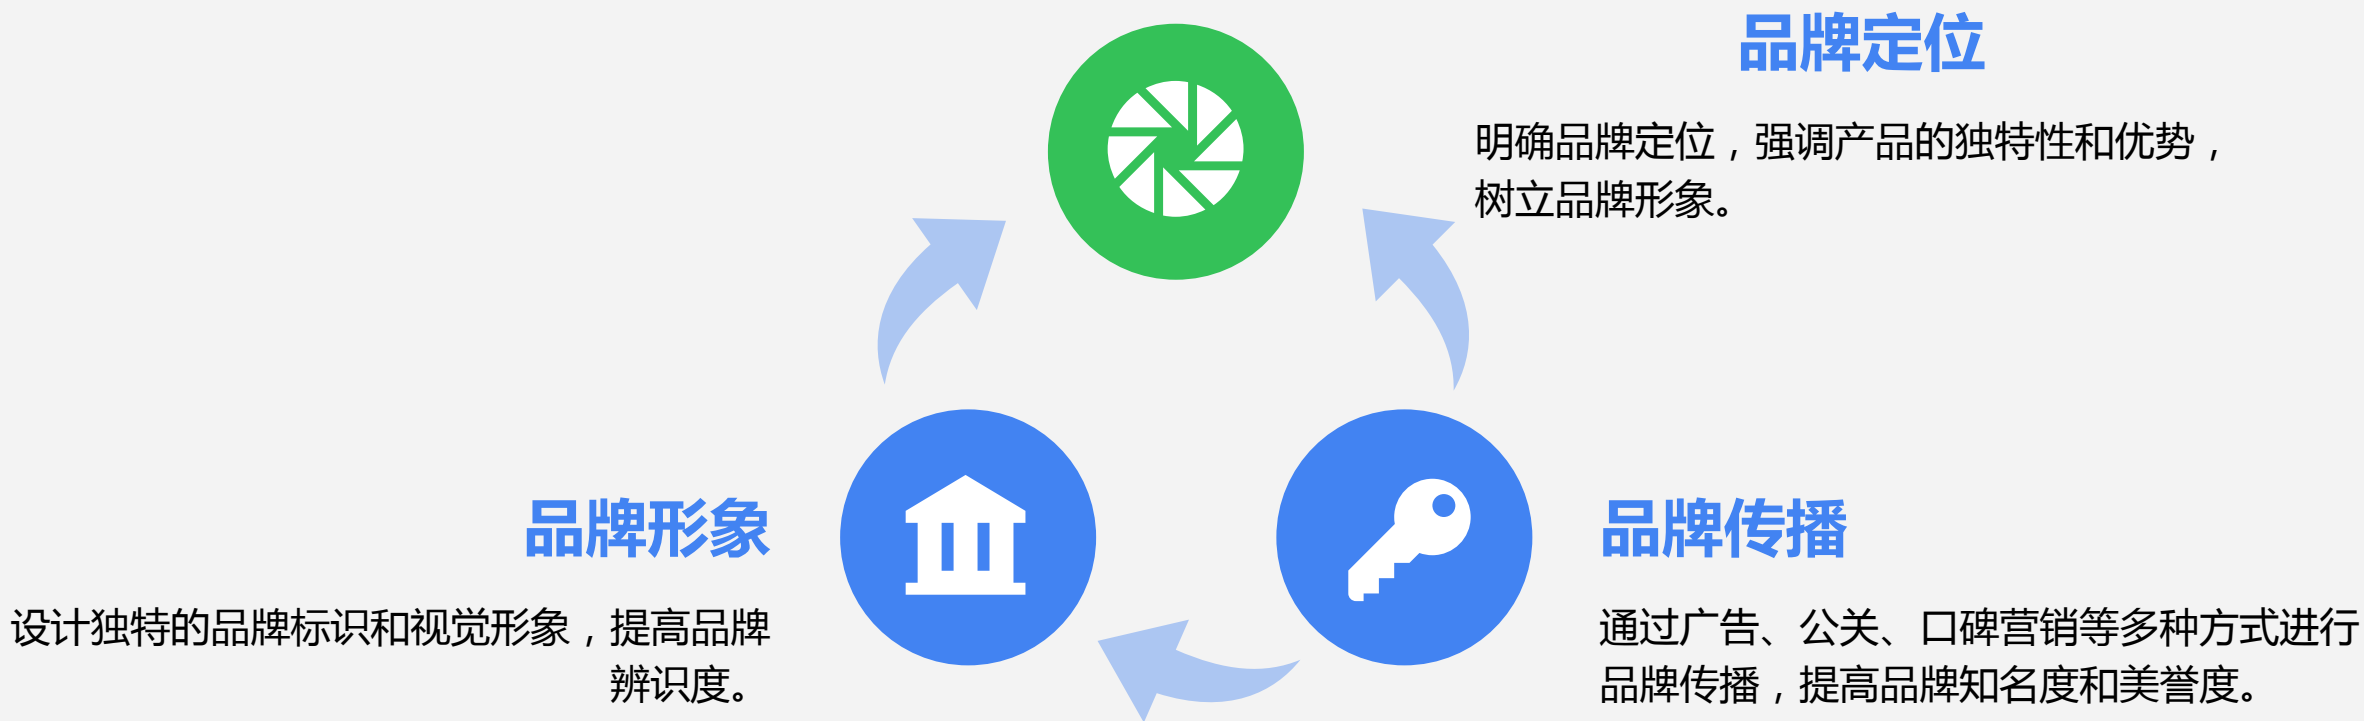 品牌定位
明确品牌定位，强调产品的独特性和优势，
树立品牌形象。
品牌形象
设计独特的品牌标识和视觉形象，提高品牌
辨识度。
品牌传播
通过广告、公关、口碑营销等多种方式进行
品牌传播，提高品牌知名度和美誉度。